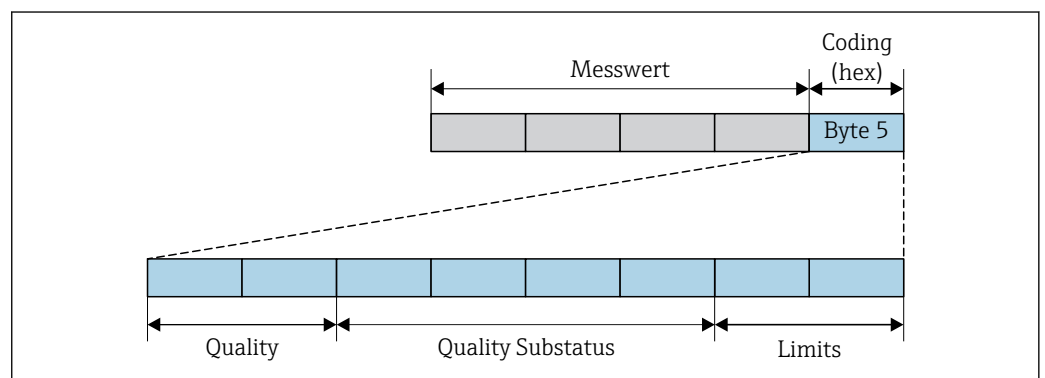 Coding
(hex)
Messwert
Byte 5
Quality
Quality Substatus
Limits